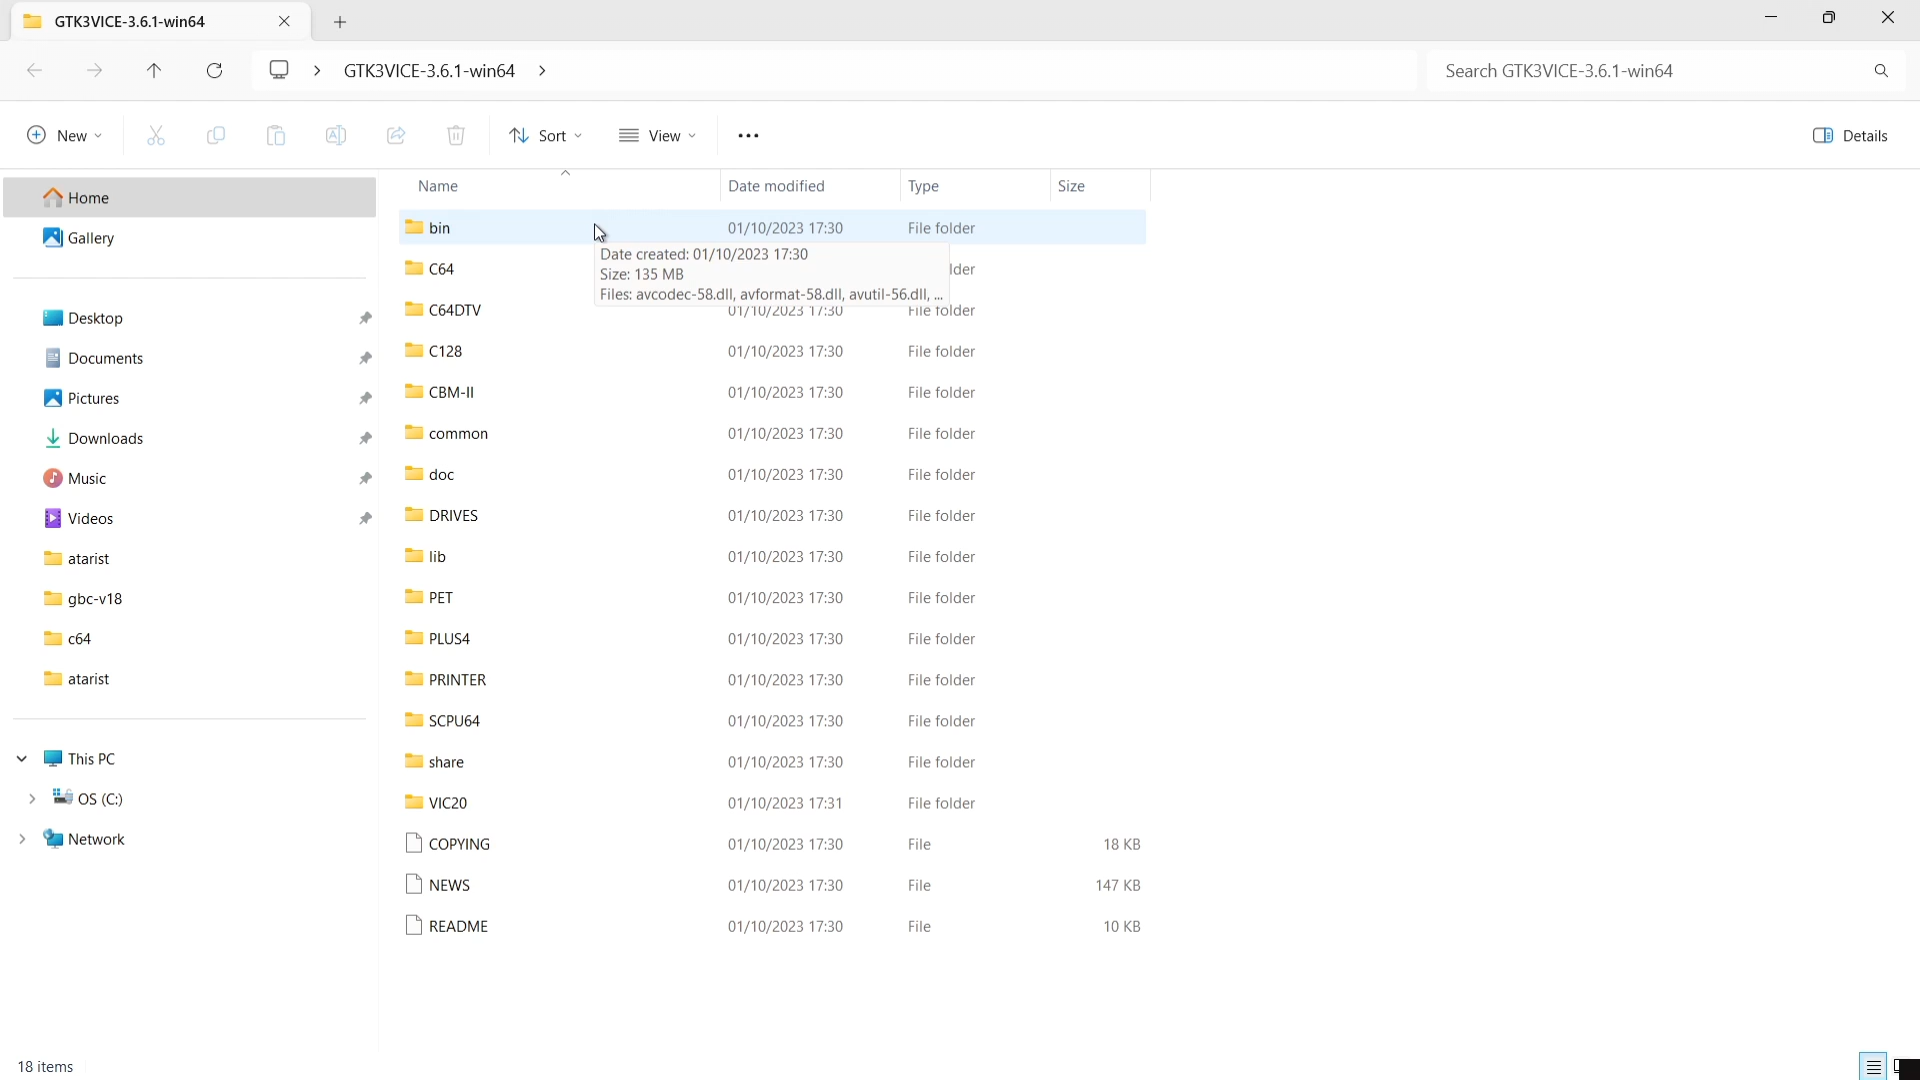 GTK3VICE-3.6.1-win64
GTK3VICE-3.6.1-win64
Search GTK3VICE-3.6.1-win64
New
Sort
View
Details
Home
Gallery
Desktop
Documents
Pictures
Downloads
Music
Videos
atarist
gbc-v18
c64
atarist
This PC
OS (C:)
Network
Name Date modified Type Size
bin 01/10/2023 17:30 File folder
Date created: 01/10/2023 17:30
Size: 135 MB
Files: avcodec-58.dll, avformat-58.dll, avutil-56.dll, ...
C64 lder
C64DTV 01/10/2023 17:30 File folder
C128 01/10/2023 17:30 File folder
CBM-II 01/10/2023 17:30 File folder
common 01/10/2023 17:30 File folder
doc 01/10/2023 17:30 File folder
DRIVES 01/10/2023 17:30 File folder
lib 01/10/2023 17:30 File folder
PET 01/10/2023 17:30 File folder
PLUS4 01/10/2023 17:30 File folder
PRINTER 01/10/2023 17:30 File folder
SCPU64 01/10/2023 17:30 File folder
share 01/10/2023 17:30 File folder
VIC20 01/10/2023 17:31 File folder
COPYING 01/10/2023 17:30 File 18 KB
NEWS 01/10/2023 17:30 File 147 KB
README 01/10/2023 17:30 File 10 KB
18 items